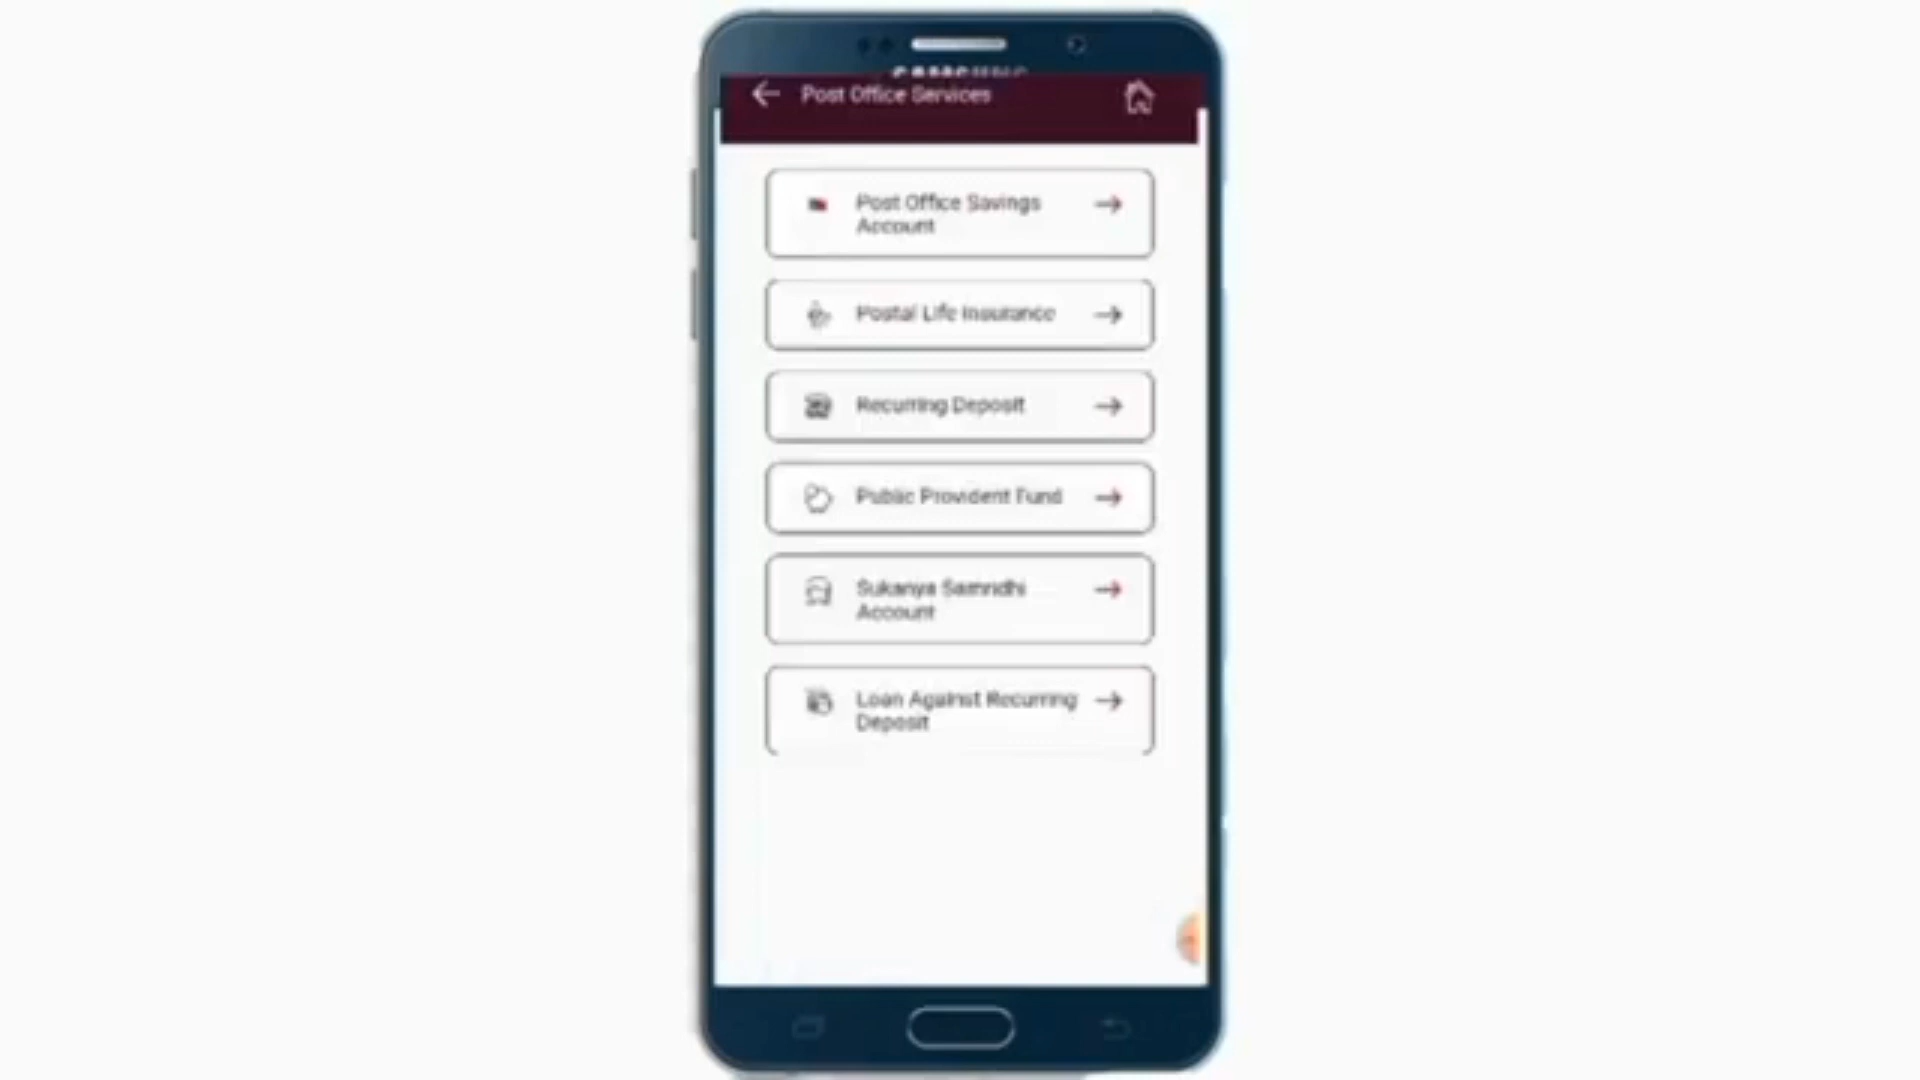 SAMSUNG
Post Office Services
Post Office Savings
Account
Postal Life Insurance
Recurring Deposit
Public Provident Fund
Sukanya Samridhi
Account
Loan Against Recurring
Deposit